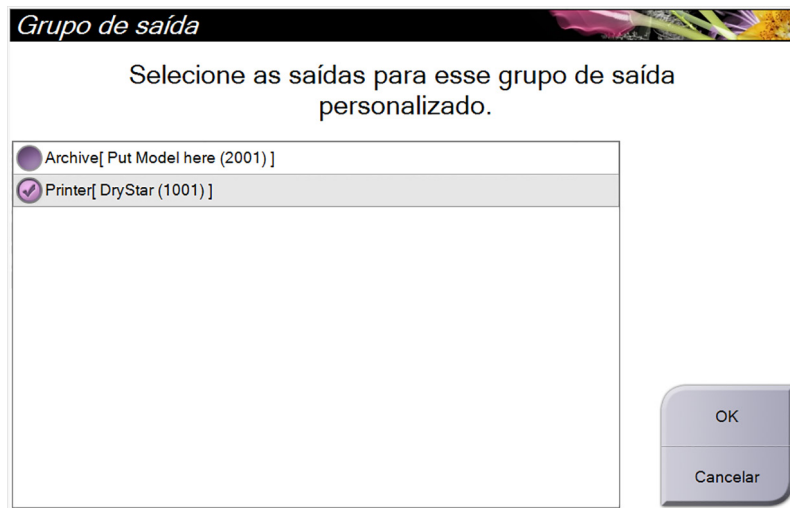 Grupo de saída
Selecione as saídas para esse grupo de saída
personalizado.
Archive[ Put Model here (2001) ]
Printer[ DryStar (1001) ]
OK
Cancelar